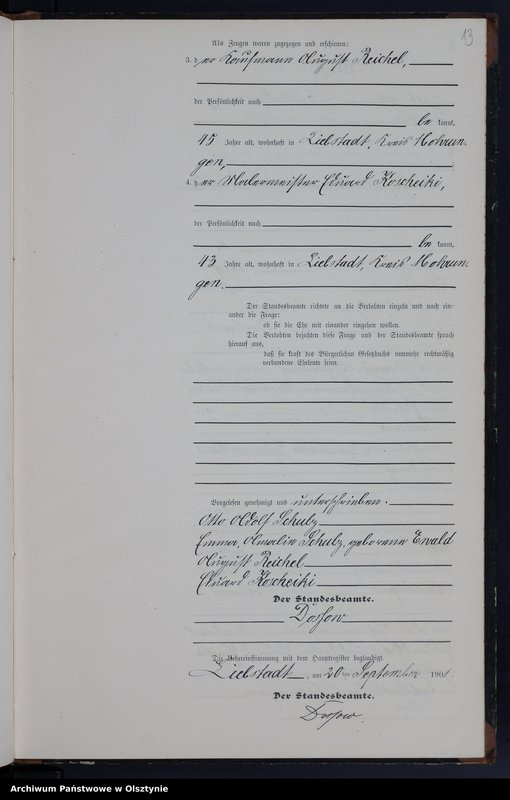 13
Als Zeugen waren zugezogen und erschienen:
3. der Kaufmann August Reichel,
der Persönlichkeit nach
be kannt,
45 Jahre alt, wohnhaft in Liebstadt, Kreis Mohrun-
gen,
4. der Malermeister Eduard Koscheiki,
der Persönlichkeit nach
be kannt,
43 Jahre alt, wohnhaft in Liebstadt, Kreis Mohrun-
gen.
Der Standesbeamte richtete an die Verlobten einzeln und nach ein-
ander die Frage:
ob sie die Ehe mit einander eingehen wollen.
Die Verlobten bejahten diese Frage und der Standesbeamte sprach
hierauf aus,
daß sie kraft des Bürgerlichen Gesetzbuchs nunmehr rechtmäßig
verbundene Eheleute seien.
Vorgelesen, genehmigt und unterschrieben.
Otto Adolf Schulz
Emma Amalie Schulz, geborene Ewald
August Reichel
Eduard Koscheiki
Der Standesbeamte.
Dossow
Die Uebereinstimmung mit dem Hauptregister beglaubigt.
Liebstadt, am 20 ten September 1901.
Der Standesbeamte.
Dossow.
Archiwum Państwowe w Olsztynie